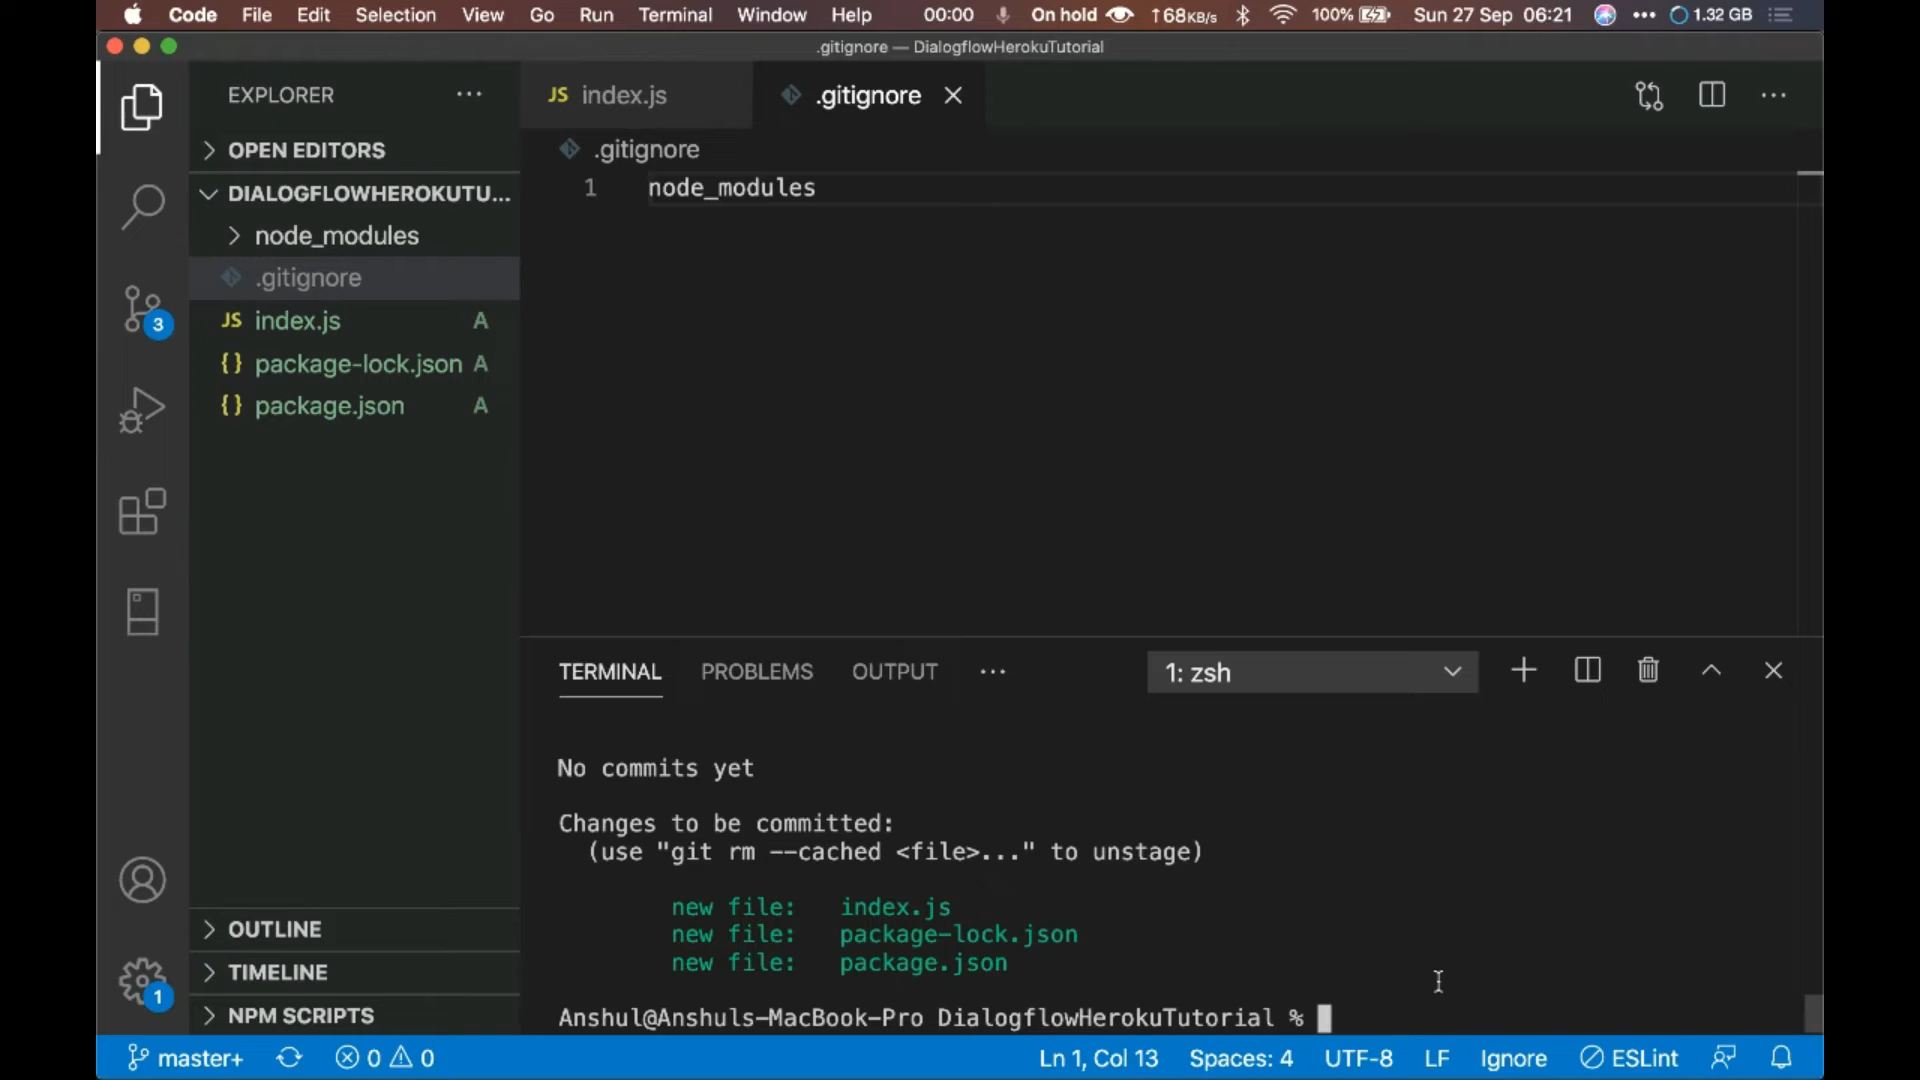 Code File Edit Selection View Go Run Terminal Window Help 00:00 On hold ↑68KB/s 100% Sun 27 Sep 06:21 ••• 1.32 GB
.gitignore — DialogflowHerokuTutorial
EXPLORER ···
JS index.js
.gitignore
OPEN EDITORS
.gitignore
DIALOGFLOWHEROKUTU...
1 node_modules
node_modules
.gitignore
JS index.js A
{} package-lock.json A
{} package.json A
3
TERMINAL PROBLEMS OUTPUT ···
1: zsh
No commits yet
Changes to be committed:
(use "git rm --cached <file>..." to unstage)
new file: index.js
new file: package-lock.json
new file: package.json
Anshul@Anshuls-MacBook-Pro DialogflowHerokuTutorial %
OUTLINE
TIMELINE
1
NPM SCRIPTS
master+ 0 0 Ln 1, Col 13 Spaces: 4 UTF-8 LF Ignore ESLint